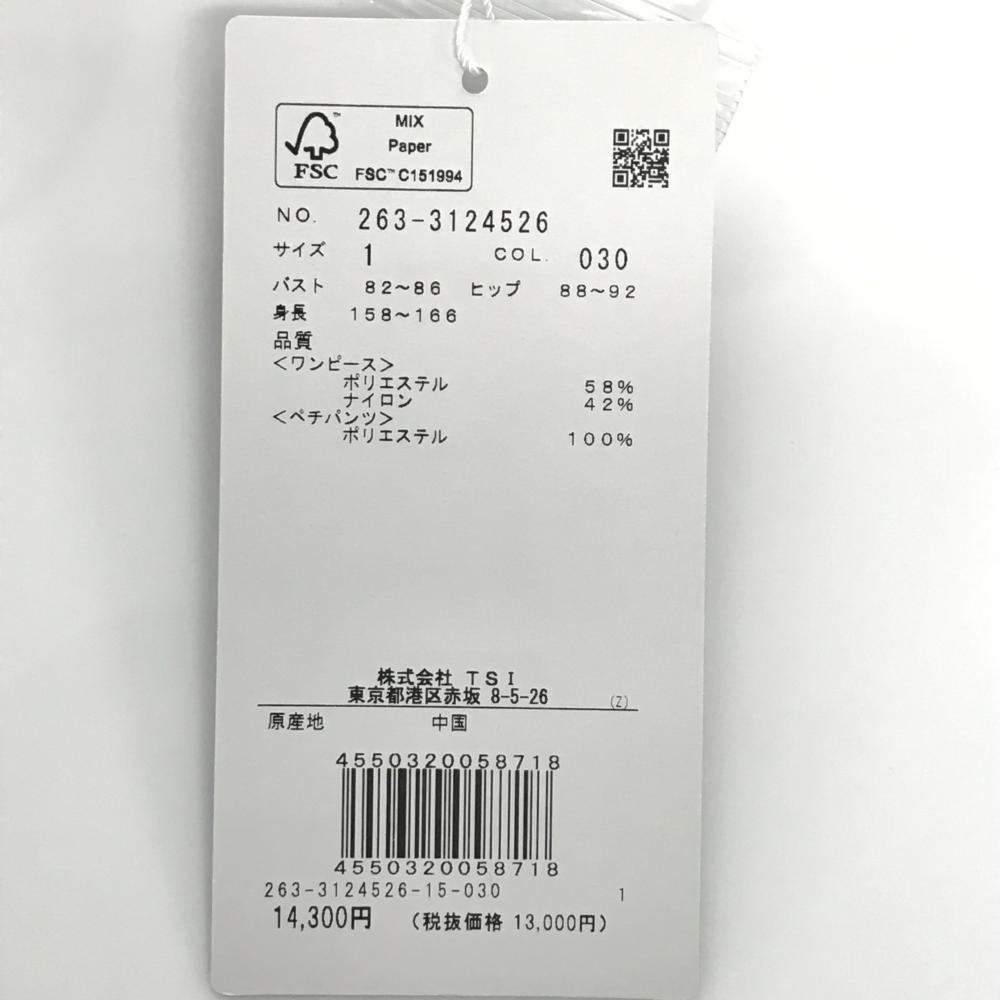 MIX
Paper
FSC™ C151994
FSC
NO. 263-3124526
サイズ 1 COL. 030
バスト 82～86 ヒップ 88～92
身長 158～166
品質
＜ワンピース＞
ポリエステル 58%
ナイロン 42%
＜ペチパンツ＞
ポリエステル 100%
株式会社 TSI
東京都港区赤坂 8-5-26 (Z)
原産地 中国
4550320058718
4550320058718
263-3124526-15-030 1
14,300円 (税抜価格 13,000円)